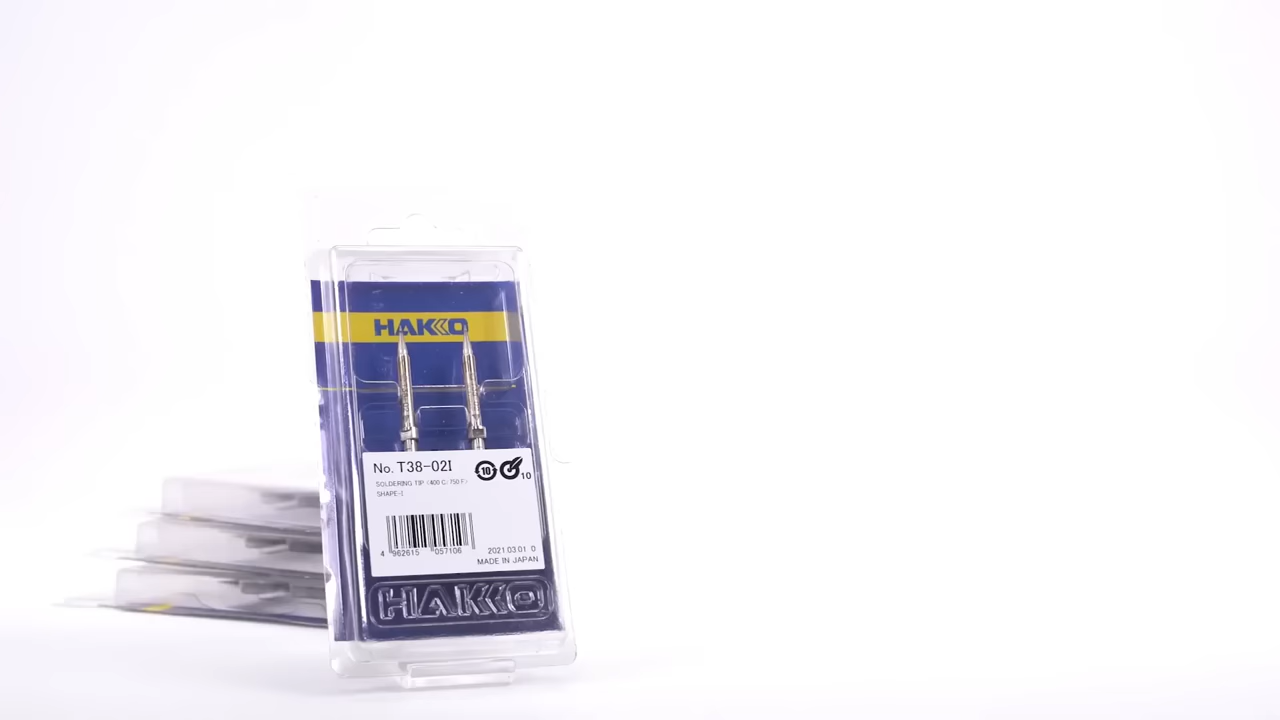 HAKKO
No. T38-02I
10
10
SOLDERING TIP (400 C/750 F)
SHAPE-I
4 962615 057106
2021.03.01 0
MADE IN JAPAN
HAKKO